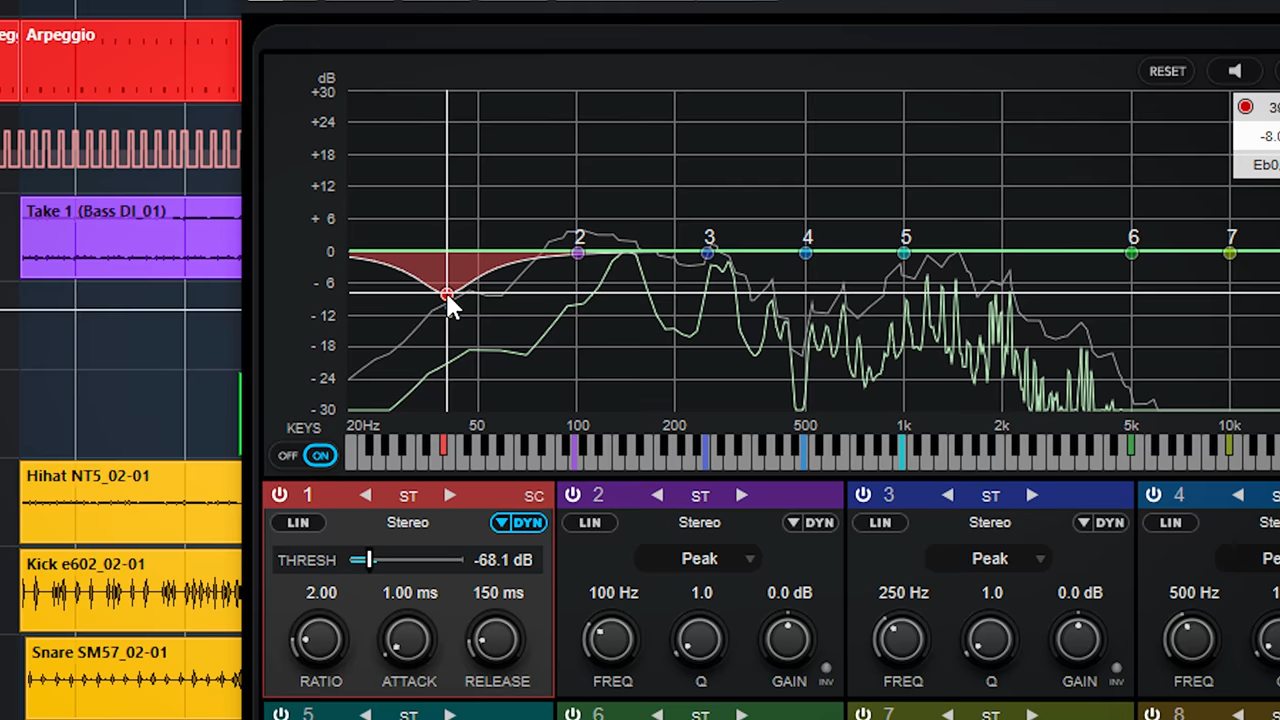 Arpeggio
Take 1 (Bass DI_01)
Hihat NT5_02-01
Kick e602_02-01
Snare SM57_02-01
RESET
dB
+30
+24
+18
+12
+ 6
0
- 6
- 12
- 18
- 24
- 30
2 3 4 5 6 7
-8.0
Eb0
KEYS
OFF ON
20Hz 50 100 200 500 1k 2k 5k 10k
1 ST SC
LIN Stereo DYN
THRESH -68.1 dB
2.00 1.00 ms 150 ms
RATIO ATTACK RELEASE
2 ST
LIN Stereo DYN
Peak
100 Hz 1.0 0.0 dB
FREQ Q GAIN INV
3 ST
LIN Stereo DYN
Peak
250 Hz 1.0 0.0 dB
FREQ Q GAIN INV
4
LIN
500 Hz
FREQ
5 ST
6 ST
7 ST
8